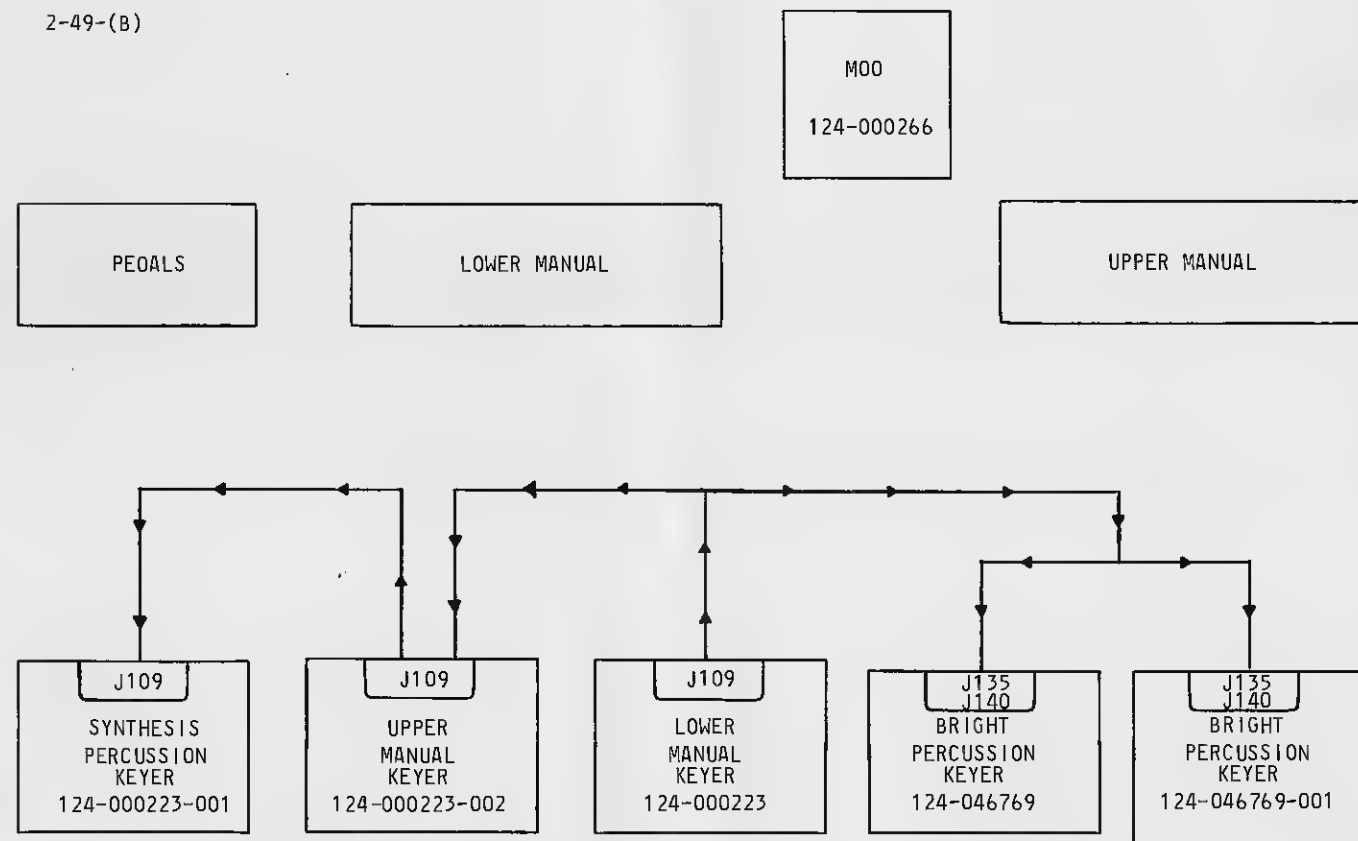 2-49-(B)
MOO
124-000266
PEOALS
LOWER MANUAL
UPPER MANUAL
J109
SYNTHESIS
PERCUSSION
KEYER
124-000223-001
J109
UPPER
MANUAL
KEYER
124-000223-002
J109
LOWER
MANUAL
KEYER
124-000223
J135
J140
BRIGHT
PERCUSSION
KEYER
124-046769
J135
J140
BRIGHT
PERCUSSION
KEYER
124-046769-001